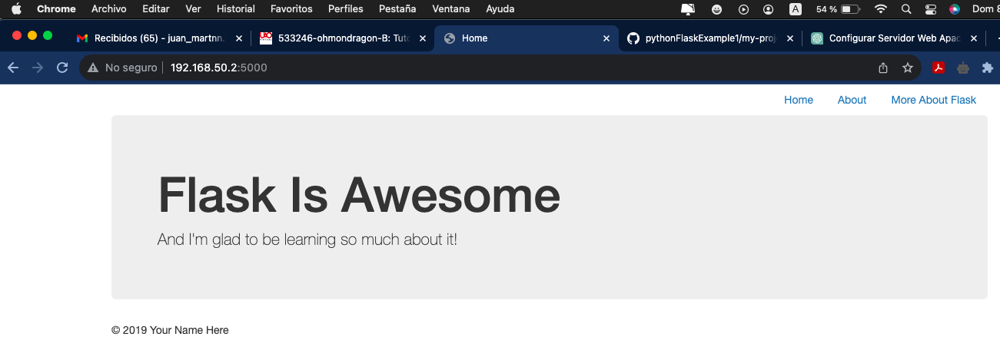 Chrome Archivo Editar Ver Historial Favoritos Perfiles Pestaña Ventana Ayuda A 54 % Dom 8
Recibidos (65) - juan_martnn. 533246-ohmondragon-B: Tuto Home pythonFlaskExample1/my-proj Configurar Servidor Web Apac
No seguro 192.168.50.2:5000
Home About More About Flask
Flask Is Awesome
And I'm glad to be learning so much about it!
© 2019 Your Name Here